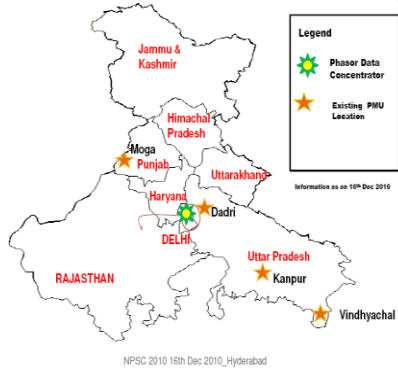 Legend
Phasor Data
Concentrator
Existing PMU
Location
Information as on 16th Dec 2010
Jammu &
Kashmir
Himachal
Pradesh
Moga
Punjab
Uttarakhand
Haryana
Dadri
DELHI
RAJASTHAN
Uttar Pradesh
Kanpur
Vindhyachal
NPSC 2010 16th Dec 2010_Hyderabad